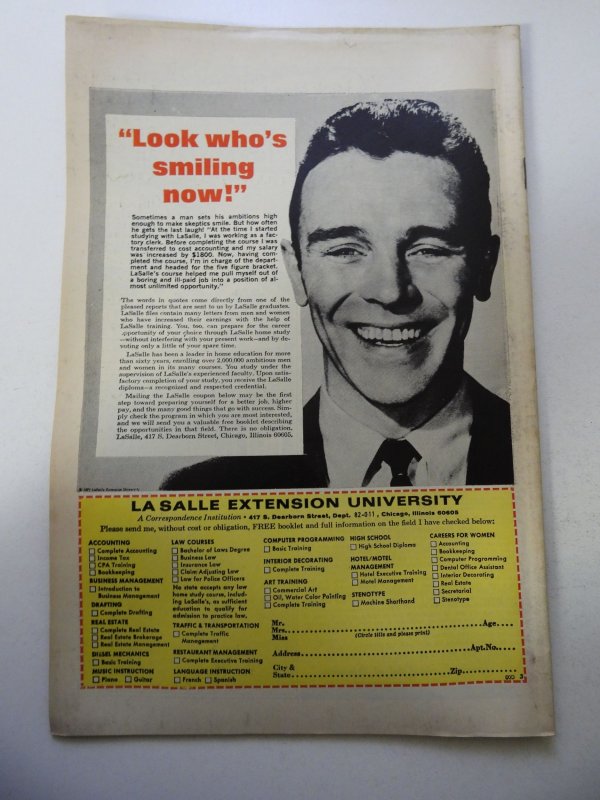 “Look who's
smiling
now!”
Sometimes a man sets his ambitions high
enough to make skeptics smile. But how often
he gets the last laugh! “At the time I started
studying with LaSalle, I was working as a fac-
tory clerk. Before completing the course I was
transferred to cost accounting and my salary
was increased by $1800. Now, having com-
pleted the course, I'm in charge of the depart-
ment and headed for the five figure bracket.
LaSalle's course helped me pull myself out of
a boring and ill-paid job into a position of al-
most unlimited opportunity.”
The words in quotes come directly from one of the
pleased reports that are sent to us by LaSalle graduates.
LaSalle files contain many letters from men and women
who have increased their earnings with the help of
LaSalle training. You, too, can prepare for the career
opportunity of your choice through LaSalle home study
—without interfering with your present work—and by de-
voting only a little of your spare time.
LaSalle has been a leader in home education for more
than sixty years, enrolling over 2,000,000 ambitious men
and women in its many courses. You study under the
supervision of LaSalle's experienced faculty. Upon satis-
factory completion of your study, you receive the LaSalle
diploma—a recognized and respected credential.
Mailing the LaSalle coupon below may be the first
step toward preparing yourself for a better job, higher
pay, and the many good things that go with success. Sim-
ply check the program in which you are most interested,
and we will send you a valuable free booklet describing
the opportunities in that field. There is no obligation.
LaSalle, 417 S. Dearborn Street, Chicago, Illinois 60605.
LaSalle Extension University
LA SALLE EXTENSION UNIVERSITY
A Correspondence Institution • 417 S. Dearborn Street, Dept. 82-011, Chicago, Illinois 60605
Please send me, without cost or obligation, FREE booklet and full information on the field I have checked below:
ACCOUNTING
Complete Accounting
Income Tax
CPA Training
Bookkeeping
BUSINESS MANAGEMENT
Introduction to
Business Management
DRAFTING
Complete Drafting
REAL ESTATE
Complete Real Estate
Real Estate Brokerage
Real Estate Management
DIESEL MECHANICS
Basic Training
MUSIC INSTRUCTION
Piano Guitar
LAW COURSES
Bachelor of Laws Degree
Business Law
Insurance Law
Claim Adjusting Law
Law for Police Officers
No state accepts any law
home study course, includ-
ing LaSalle's, as sufficient
education to qualify for
admission to practice law.
TRAFFIC & TRANSPORTATION
Complete Traffic
Management
RESTAURANT MANAGEMENT
Complete Executive Training
LANGUAGE INSTRUCTION
French Spanish
COMPUTER PROGRAMMING
Basic Training
INTERIOR DECORATING
Complete Training
ART TRAINING
Commercial Art
Oil, Water Color Painting
Complete Training
HIGH SCHOOL
High School Diploma
HOTEL/MOTEL
MANAGEMENT
Hotel Executive Training
Motel Management
STENOTYPE
Machine Shorthand
CAREERS FOR WOMEN
Accounting
Bookkeeping
Computer Programming
Dental Office Assistant
Interior Decorating
Real Estate
Secretarial
Stenotype
Mr.
Mrs. Age
Miss (Circle title and please print)
Address Apt.No.
City &
State Zip